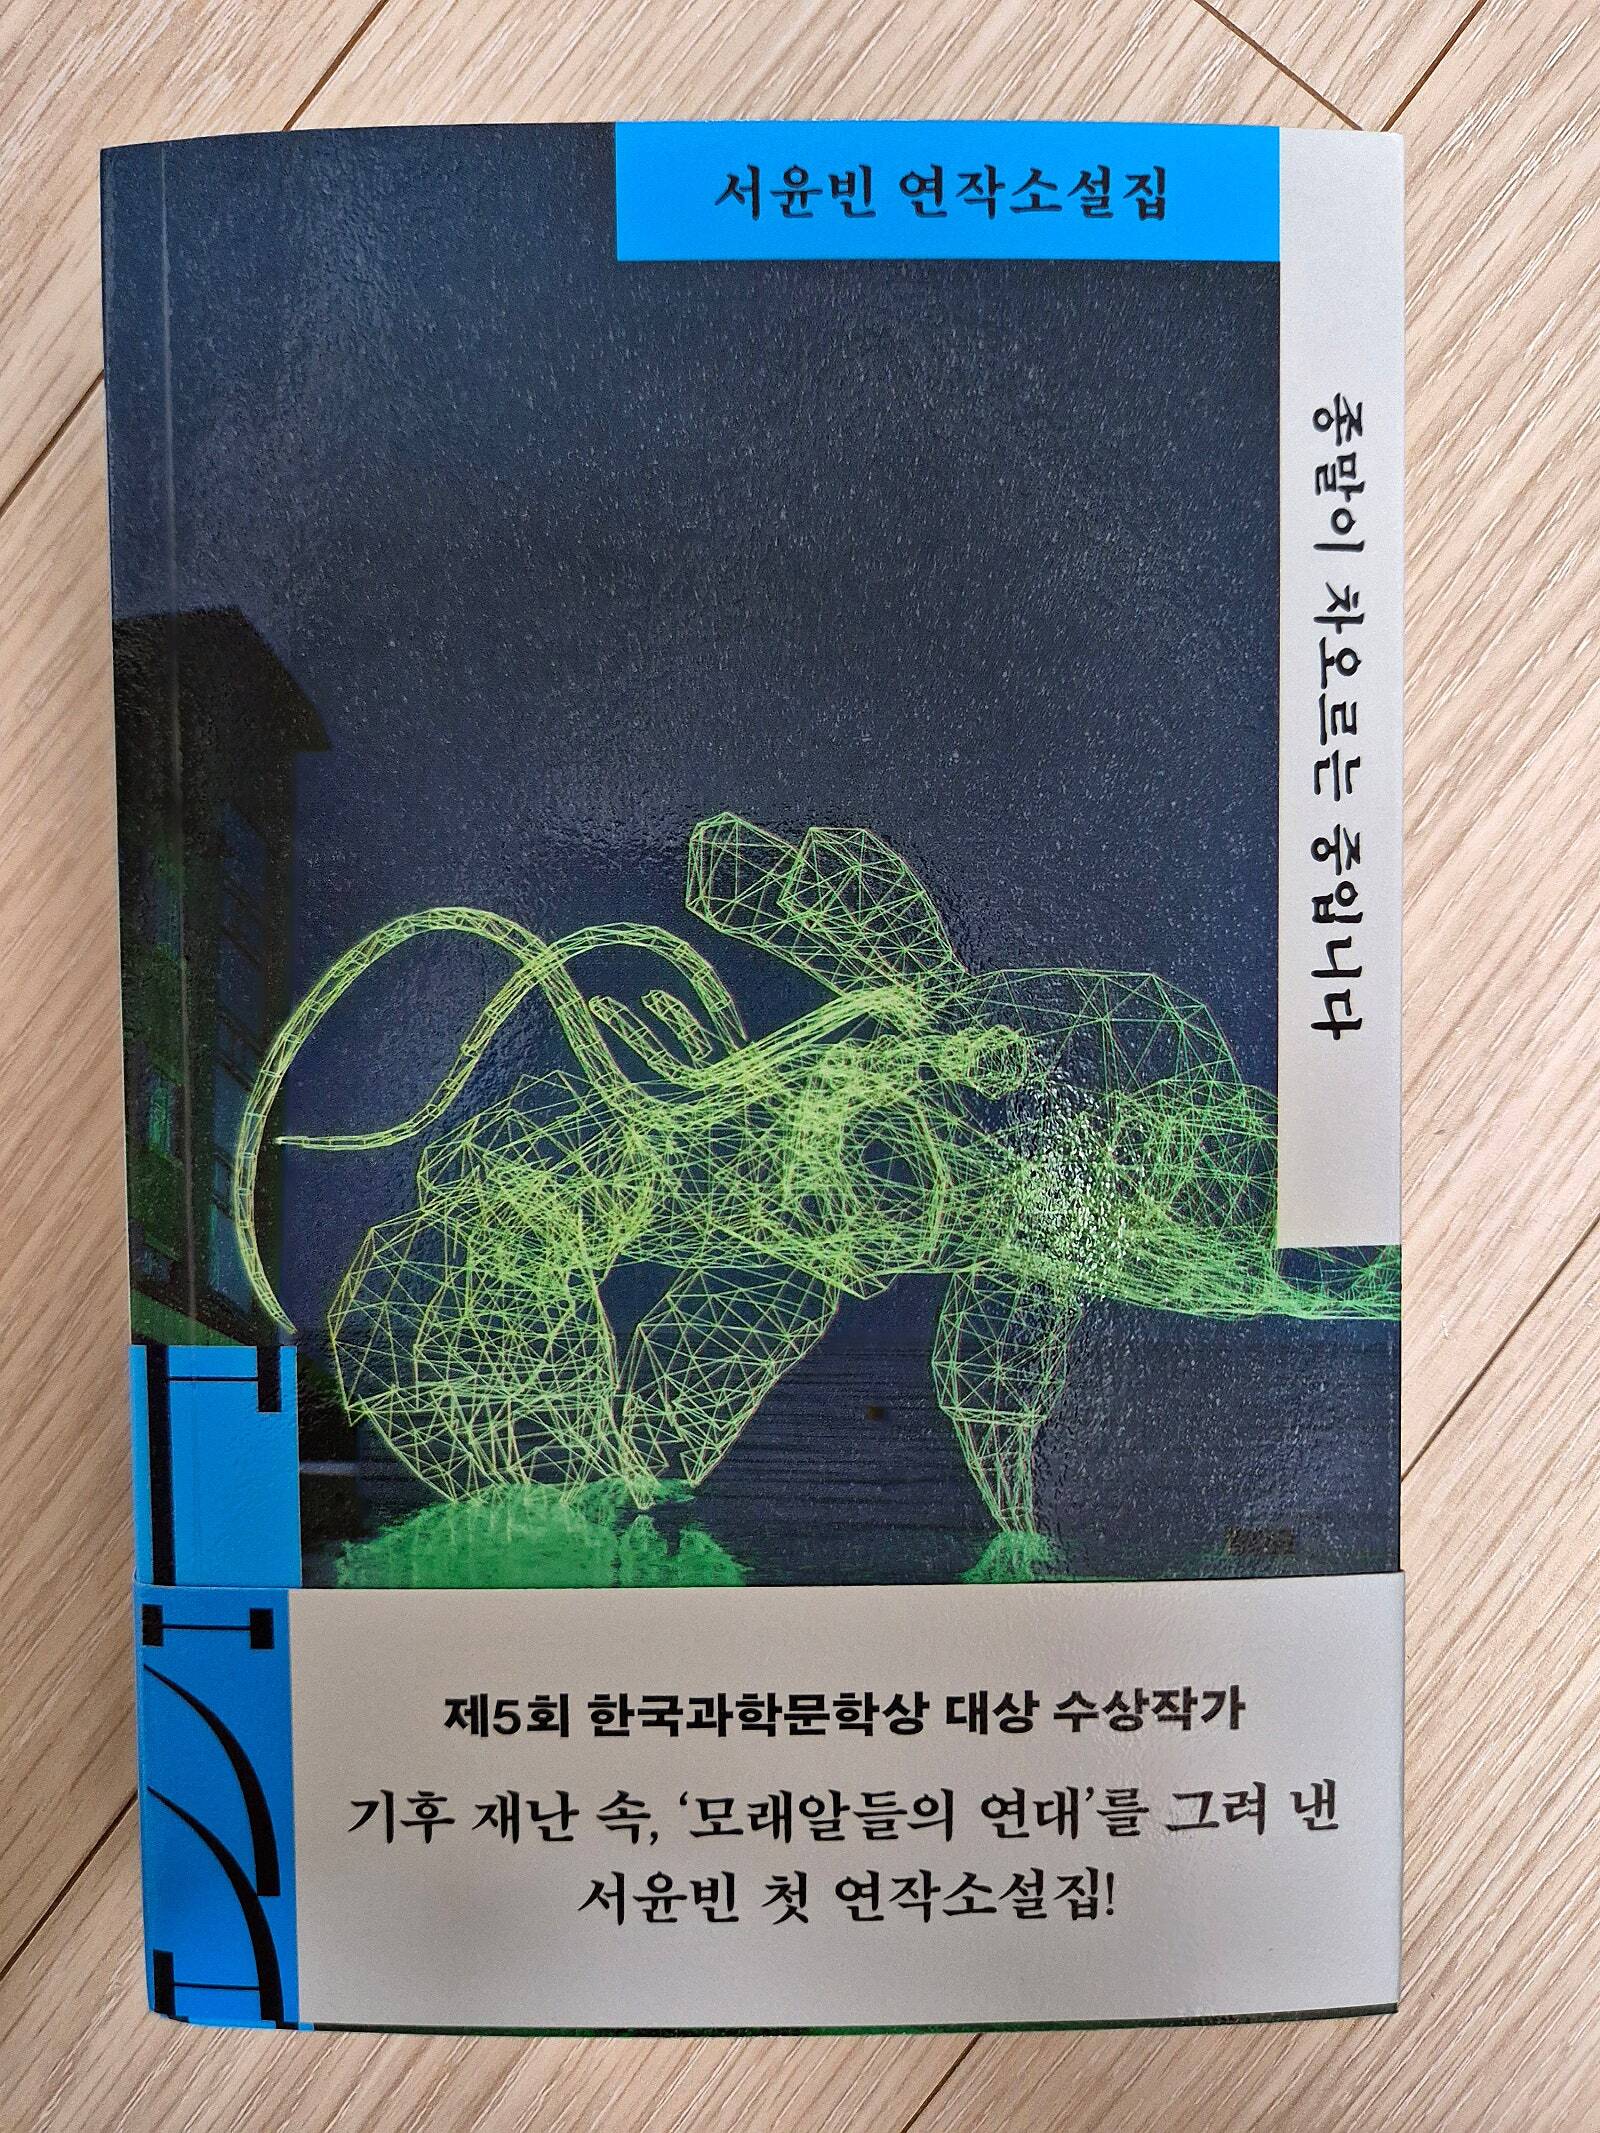 서윤빈 연작소설집
종말이 차오르는 중입니다
제5회 한국과학문학상 대상 수상작가
기후 재난 속, ‘모래알들의 연대’를 그려 낸
서윤빈 첫 연작소설집!